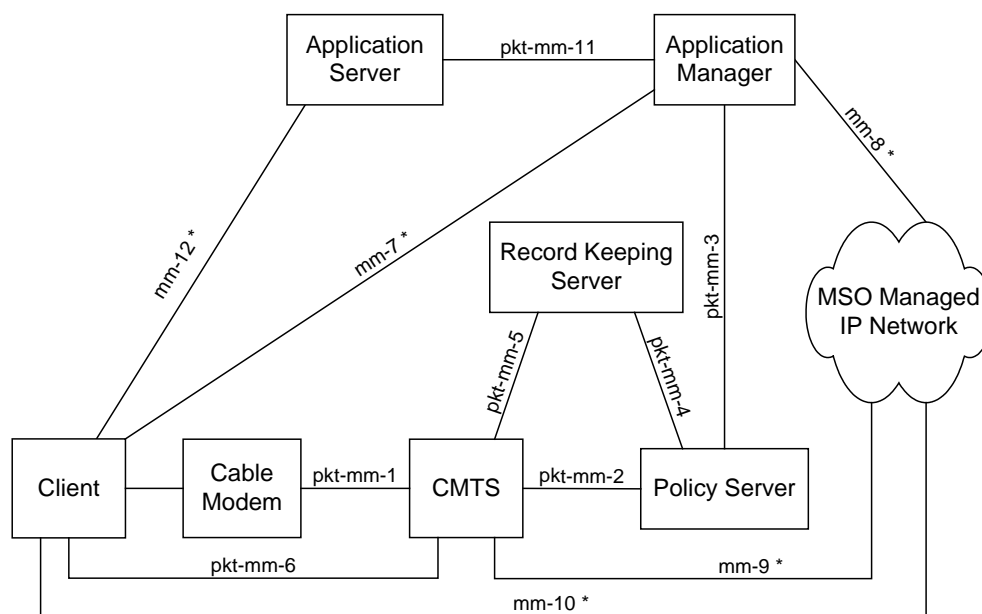 Application
Server
pkt-mm-11
Application
Manager
mm-8 *
mm-12 *
mm-7 *
pkt-mm-3
Record Keeping
Server
MSO Managed
IP Network
pkt-mm-5
pkt-mm-4
Client
Cable
Modem
pkt-mm-1
CMTS
pkt-mm-2
Policy Server
pkt-mm-6
mm-9 *
mm-10 *